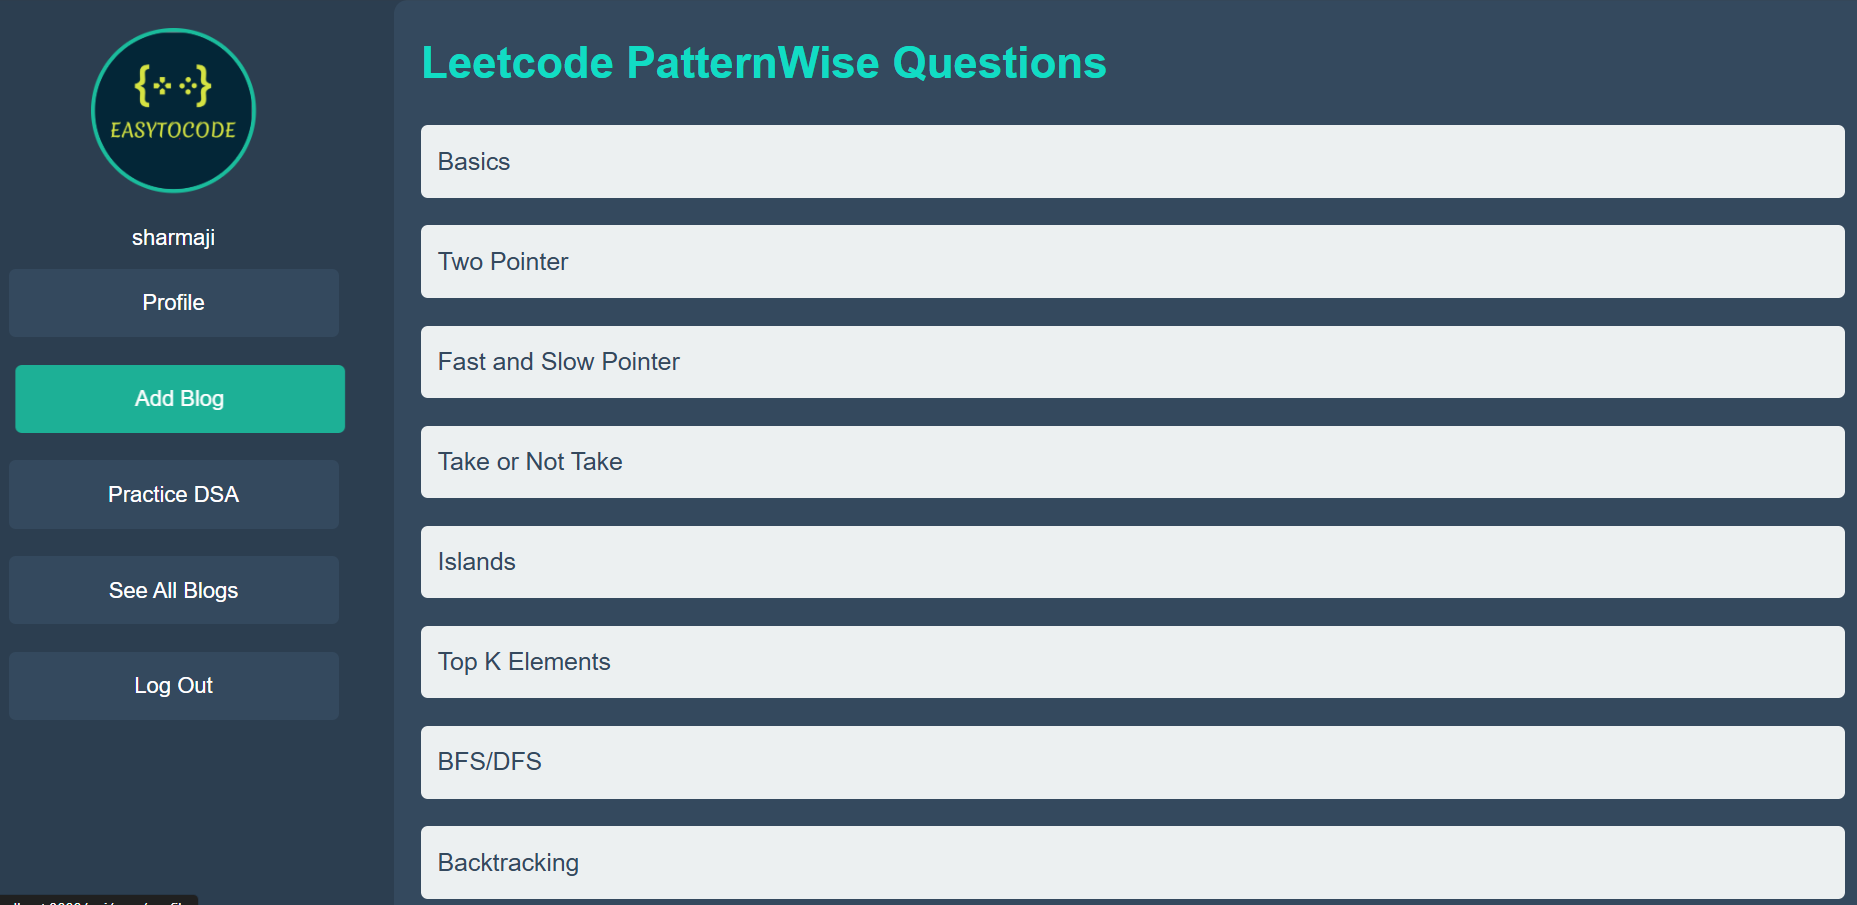 {⁘⁘}
EASYTOCODE
sharmaji
Profile
Add Blog
Practice DSA
See All Blogs
Log Out
Leetcode PatternWise Questions
Basics
Two Pointer
Fast and Slow Pointer
Take or Not Take
Islands
Top K Elements
BFS/DFS
Backtracking